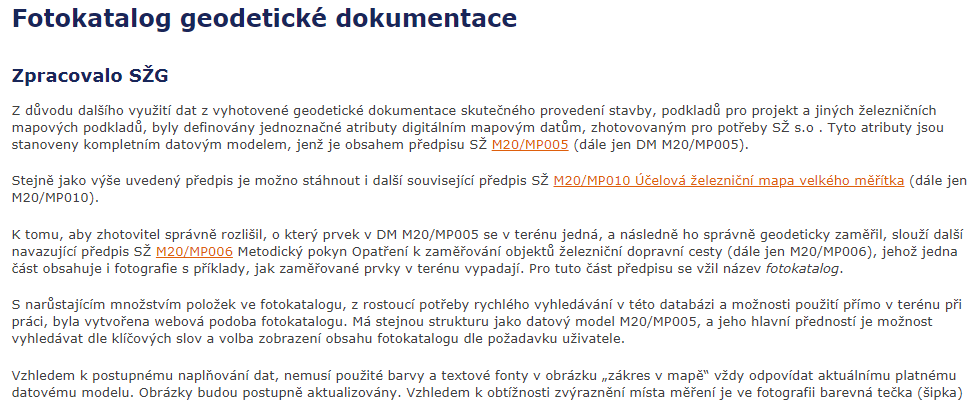 Fotokatalog geodetické dokumentace
Zpracovalo SŽG
Z důvodu dalšího využití dat z vyhotovené geodetické dokumentace skutečného provedení stavby, podkladů pro projekt a jiných železničních
mapových podkladů, byly definovány jednoznačné atributy digitálním mapovým datům, zhotovovaným pro potřeby SŽ s.o . Tyto atributy jsou
stanoveny kompletním datovým modelem, jenž je obsahem předpisu SŽ M20/MP005 (dále jen DM M20/MP005).
Stejně jako výše uvedený předpis je možno stáhnout i další související předpis SŽ M20/MP010 Účelová železniční mapa velkého měřítka (dále jen
M20/MP010).
K tomu, aby zhotovitel správně rozlišil, o který prvek v DM M20/MP005 se v terénu jedná, a následně ho správně geodeticky zaměřil, slouží další
navazující předpis SŽ M20/MP006 Metodický pokyn Opatření k zaměřování objektů železniční dopravní cesty (dále jen M20/MP006), jehož jedna
část obsahuje i fotografie s příklady, jak zaměřované prvky v terénu vypadají. Pro tuto část předpisu se vžil název fotokatalog.
S narůstajícím množstvím položek ve fotokatalogu, z rostoucí potřeby rychlého vyhledávání v této databázi a možnosti použití přímo v terénu při
práci, byla vytvořena webová podoba fotokatalogu. Má stejnou strukturu jako datový model M20/MP005, a jeho hlavní předností je možnost
vyhledávat dle klíčových slov a volba zobrazení obsahu fotokatalogu dle požadavku uživatele.
Vzhledem k postupnému naplňování dat, nemusí použité barvy a textové fonty v obrázku „zákres v mapě“ vždy odpovídat aktuálnímu platnému
datovému modelu. Obrázky budou postupně aktualizovány. Vzhledem k obtížnosti zvýraznění místa měření je ve fotografii barevná tečka (šipka)